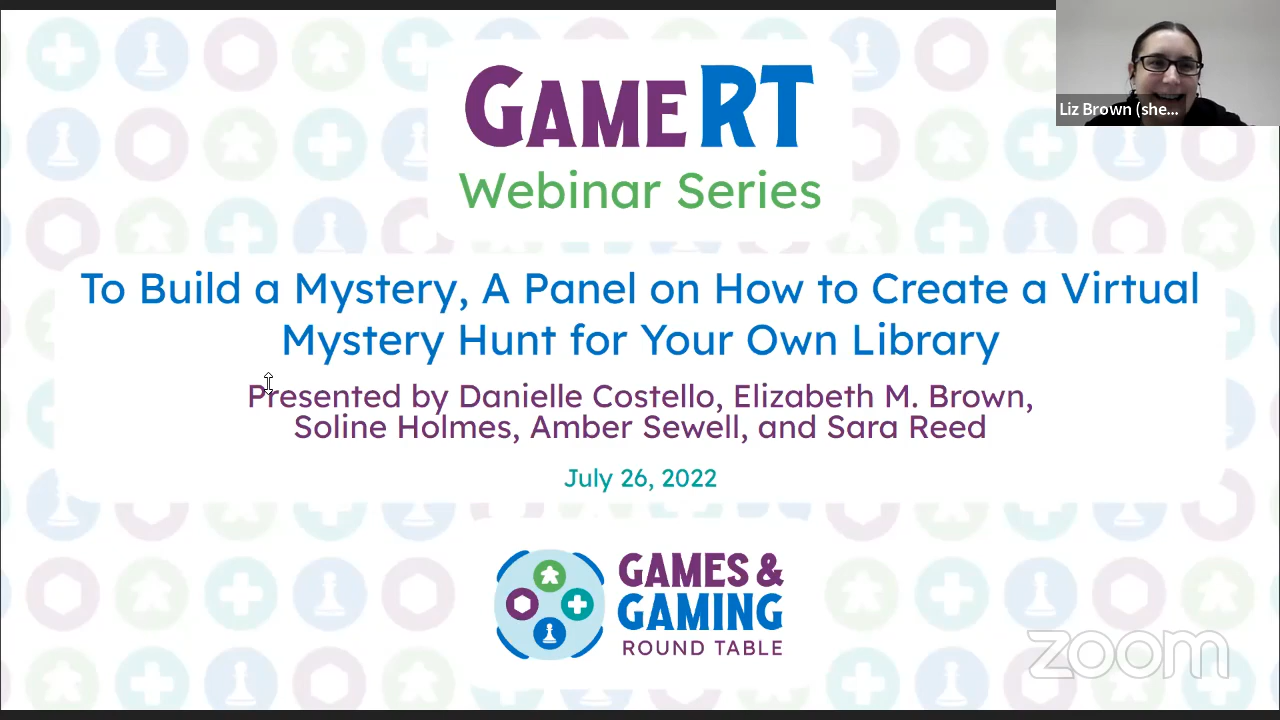 GAMERT
Webinar Series
Liz Brown (she...
To Build a Mystery, A Panel on How to Create a Virtual
Mystery Hunt for Your Own Library
Presented by Danielle Costello, Elizabeth M. Brown,
Soline Holmes, Amber Sewell, and Sara Reed
July 26, 2022
GAMES &
GAMING
ROUND TABLE
zoom